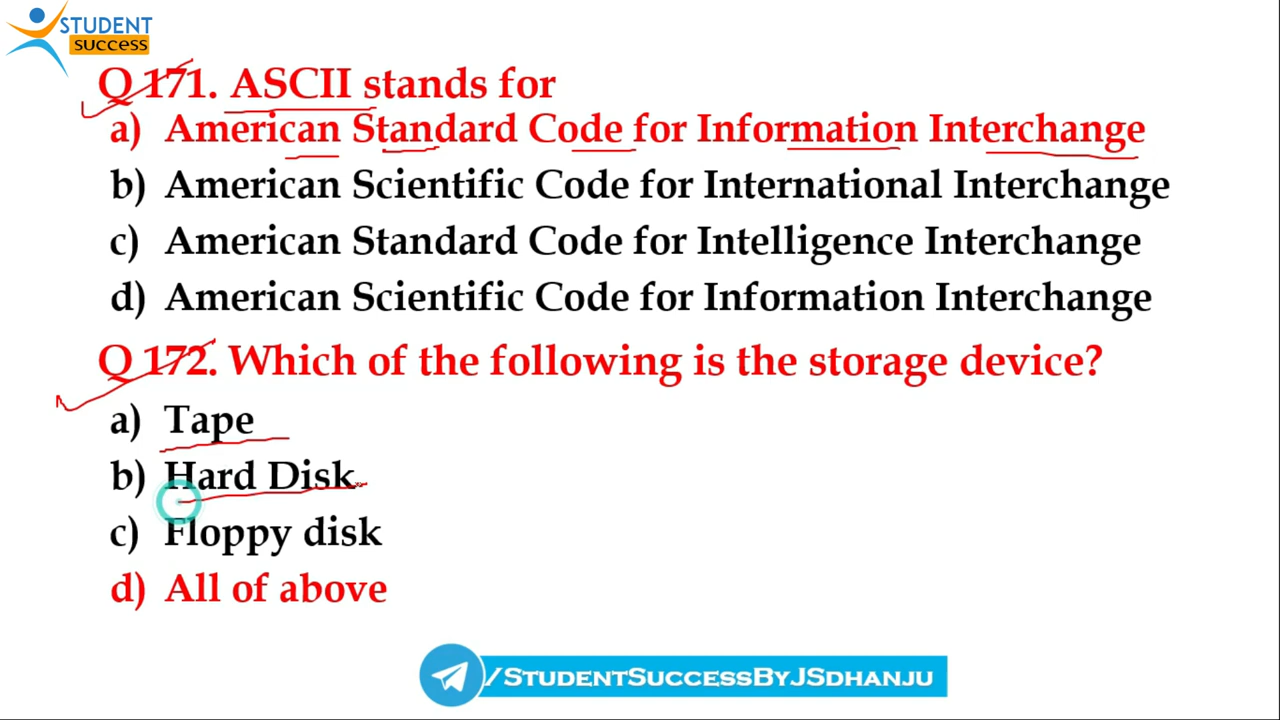 STUDENT
SUCCESS
Q 171. ASCII stands for
a) American Standard Code for Information Interchange
b) American Scientific Code for International Interchange
c) American Standard Code for Intelligence Interchange
d) American Scientific Code for Information Interchange
Q 172. Which of the following is the storage device?
a) Tape
b) Hard Disk
c) Floppy disk
d) All of above
/STUDENTSUCCESSBYJSDHANJU